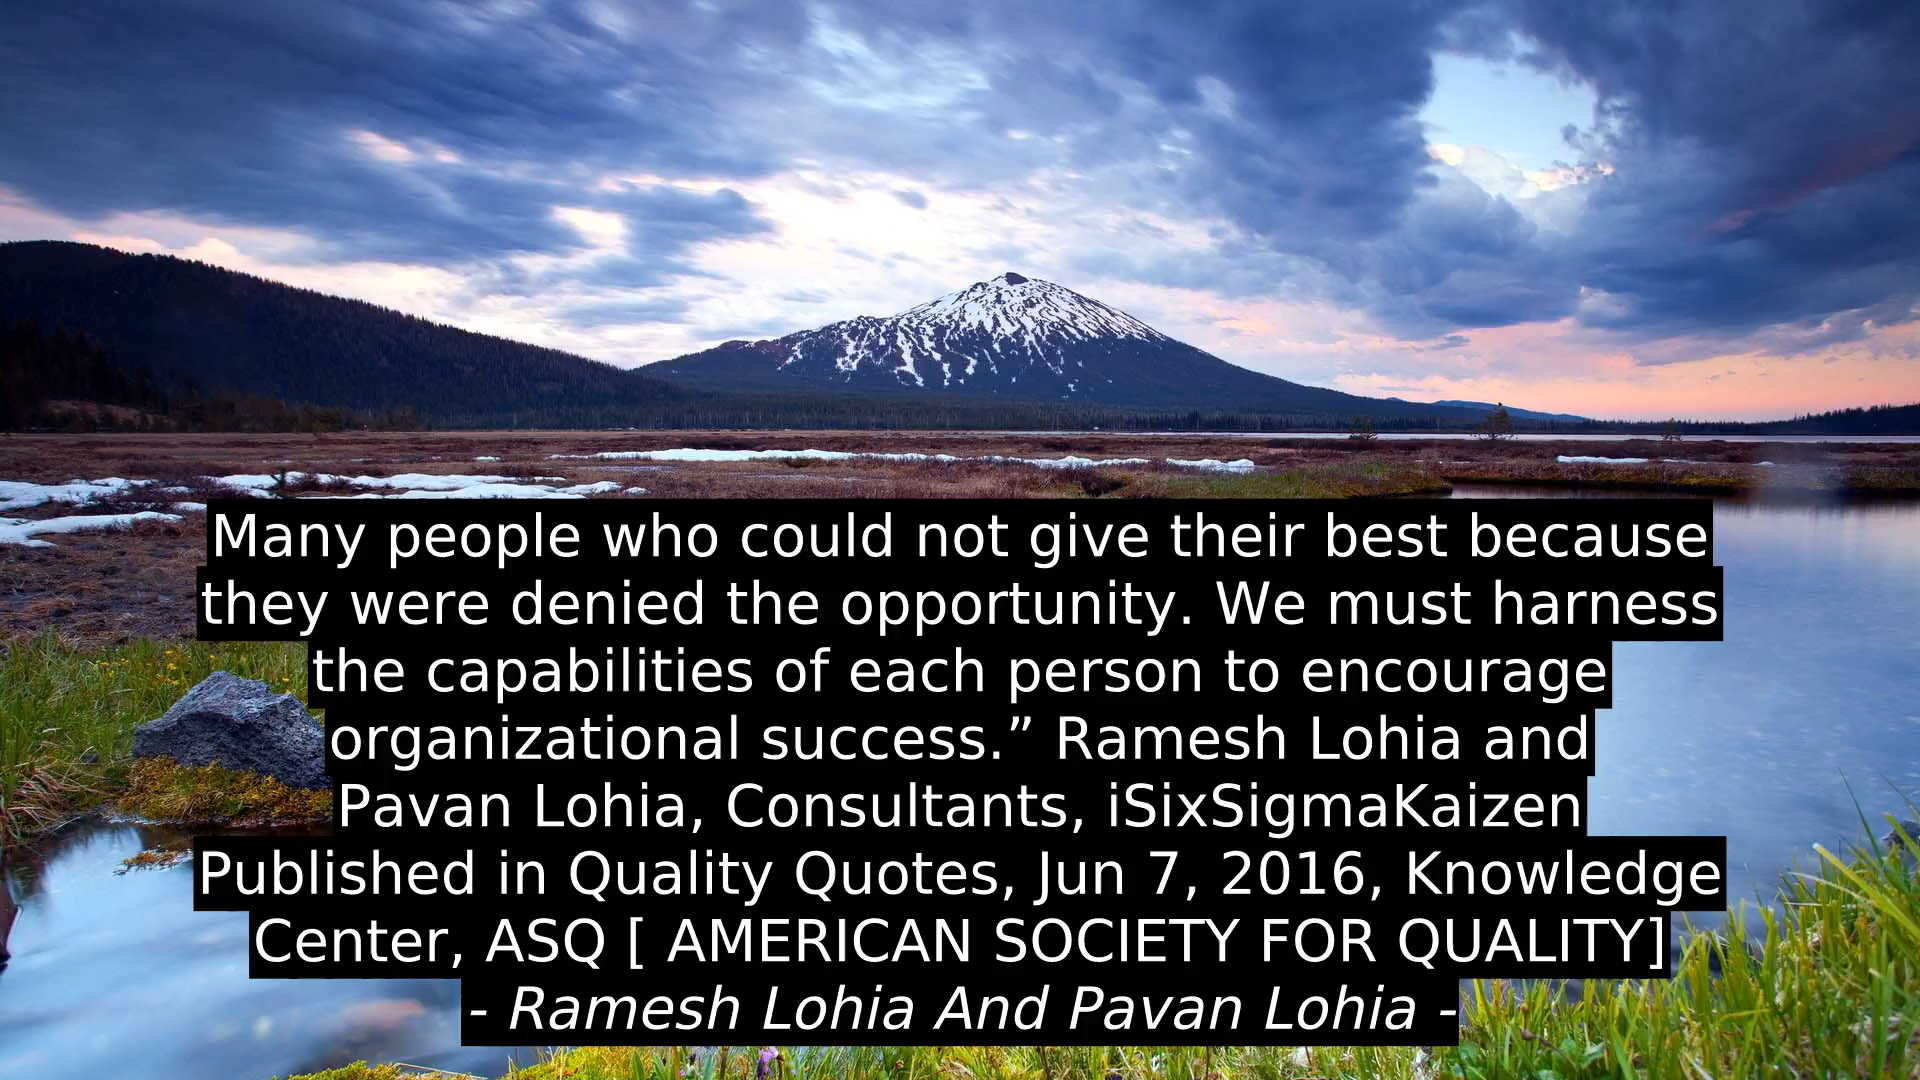 Many people who could not give their best because
they were denied the opportunity. We must harness
the capabilities of each person to encourage
organizational success.” Ramesh Lohia and
Pavan Lohia, Consultants, iSixSigmaKaizen
Published in Quality Quotes, Jun 7, 2016, Knowledge
Center, ASQ [ AMERICAN SOCIETY FOR QUALITY]
- Ramesh Lohia And Pavan Lohia -